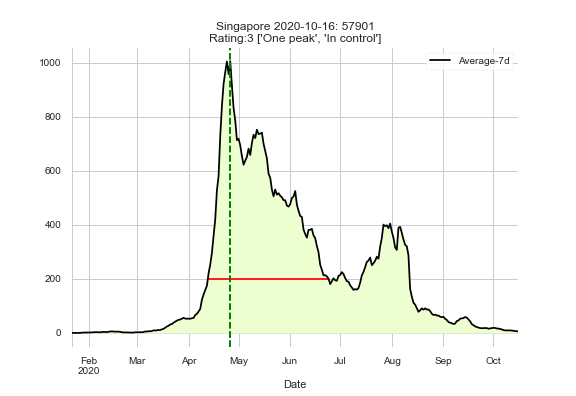 Singapore 2020-10-16: 57901
Rating:3 ['One peak', 'In control']
Average-7d
1000
800
600
400
200
0
Feb Mar Apr May Jun Jul Aug Sep Oct
2020
Date